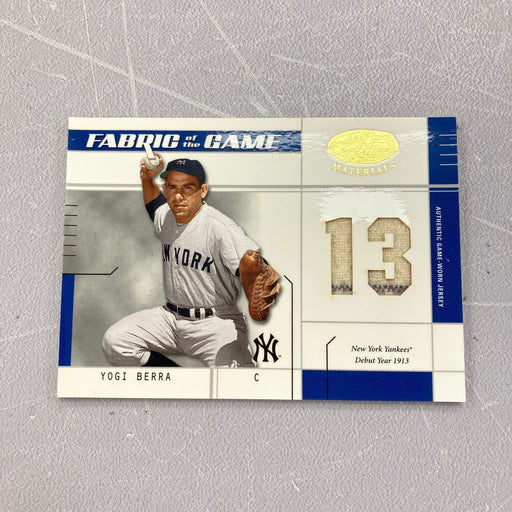 FABRIC of the GAME
MATERIALS
NY
NEW YORK
13
AUTHENTIC GAME-WORN JERSEY
NY
New York Yankees®
Debut Year 1913
YOGI BERRA C